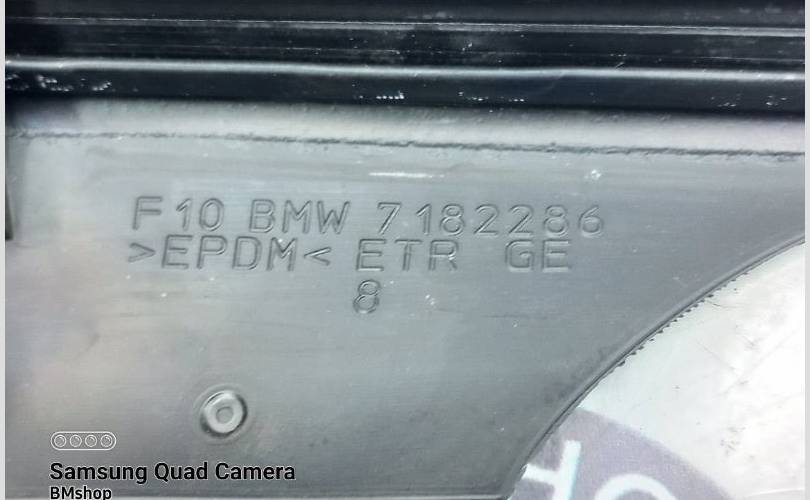 F10 BMW 7182286
>EPDM< ETR GE
8
Samsung Quad Camera
BMshop